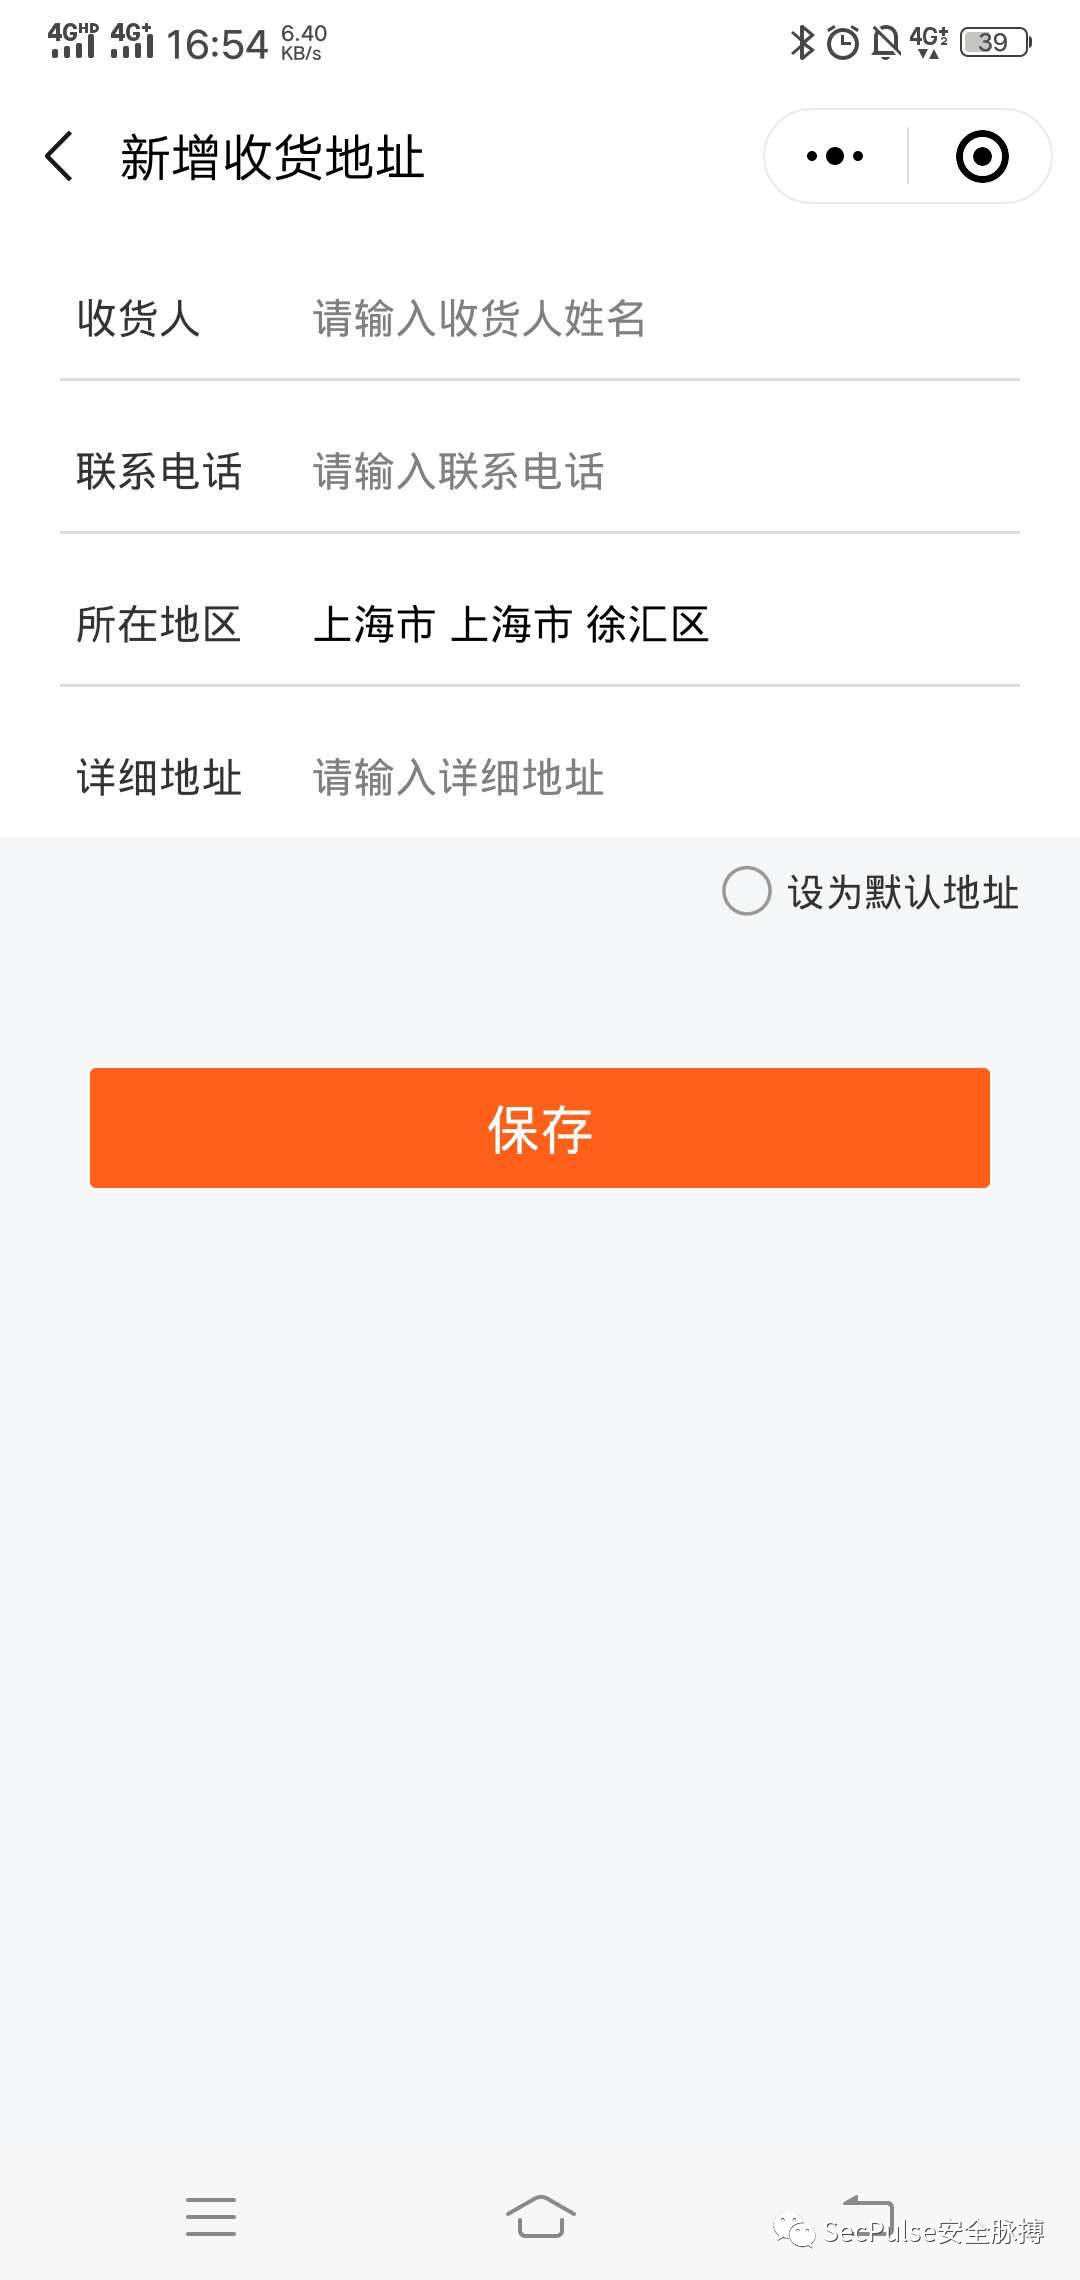 4GHD 4G+ 16:54 6.40 KB/s 4G+2 39
新增收货地址
收货人 请输入收货人姓名
联系电话 请输入联系电话
所在地区 上海市 上海市 徐汇区
详细地址 请输入详细地址
设为默认地址
保存
SecPulse安全脉搏